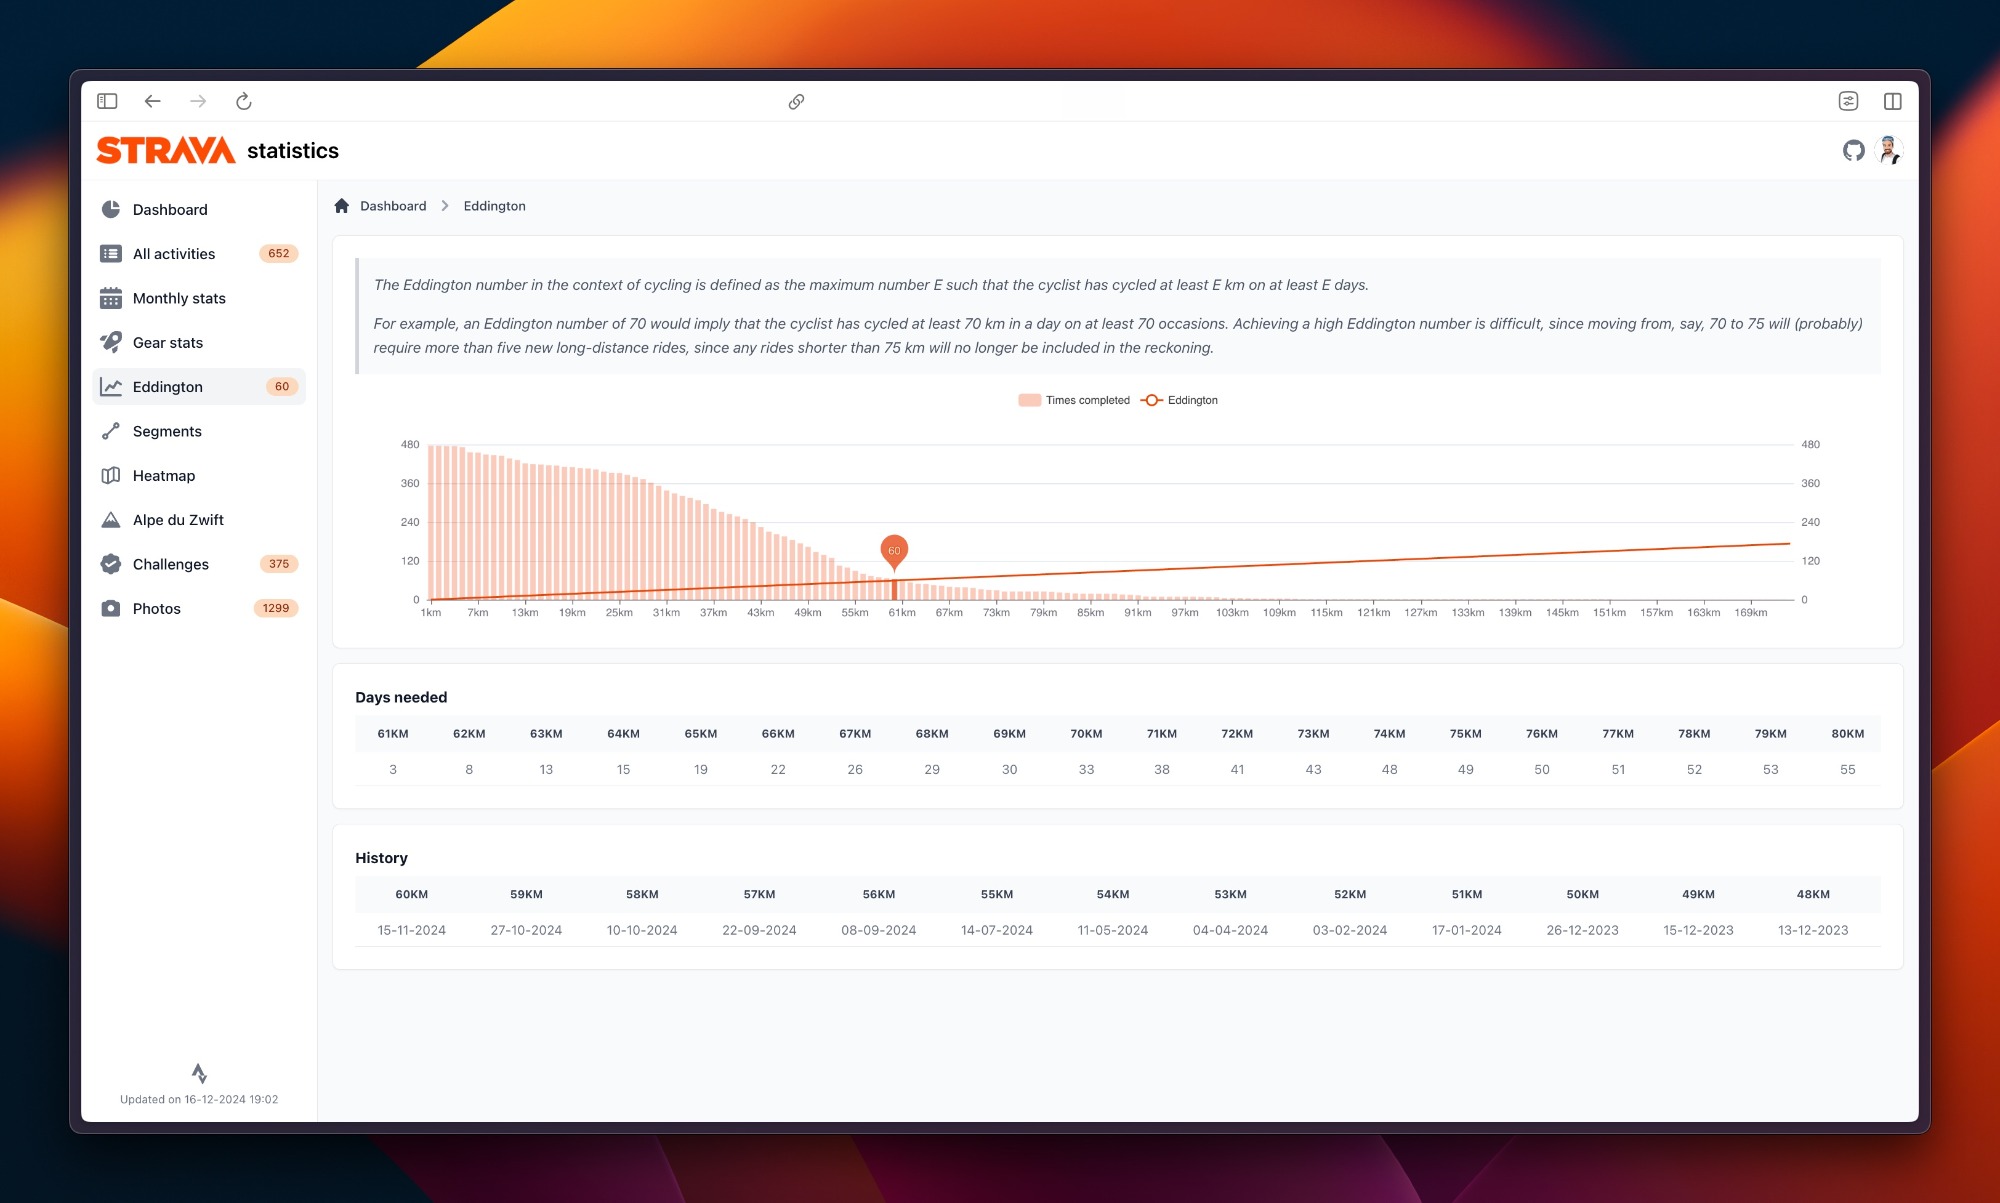 STRAVA statistics
Dashboard
All activities 652
Monthly stats
Gear stats
Eddington 60
Segments
Heatmap
Alpe du Zwift
Challenges 375
Photos 1299
Updated on 16-12-2024 19:02
Dashboard Eddington
The Eddington number in the context of cycling is defined as the maximum number E such that the cyclist has cycled at least E km on at least E days.
For example, an Eddington number of 70 would imply that the cyclist has cycled at least 70 km in a day on at least 70 occasions. Achieving a high Eddington number is difficult, since moving from, say, 70 to 75 will (probably)
require more than five new long-distance rides, since any rides shorter than 75 km will no longer be included in the reckoning.
Times completed Eddington
480 480
360 360
240 240
60
120 120
0 0
1km 7km 13km 19km 25km 31km 37km 43km 49km 55km 61km 67km 73km 79km 85km 91km 97km 103km 109km 115km 121km 127km 133km 139km 145km 151km 157km 163km 169km
Days needed
61KM 62KM 63KM 64KM 65KM 66KM 67KM 68KM 69KM 70KM 71KM 72KM 73KM 74KM 75KM 76KM 77KM 78KM 79KM 80KM
3 8 13 15 19 22 26 29 30 33 38 41 43 48 49 50 51 52 53 55
History
60KM 59KM 58KM 57KM 56KM 55KM 54KM 53KM 52KM 51KM 50KM 49KM 48KM
15-11-2024 27-10-2024 10-10-2024 22-09-2024 08-09-2024 14-07-2024 11-05-2024 04-04-2024 03-02-2024 17-01-2024 26-12-2023 15-12-2023 13-12-2023